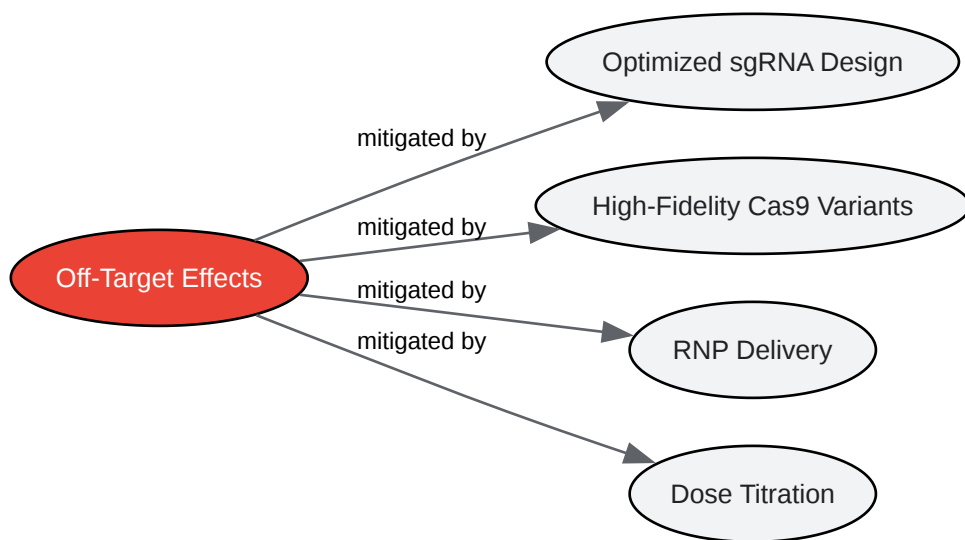 Optimized sgRNA Design
mitigated by
High-Fidelity Cas9 Variants
mitigated by
Off-Target Effects
mitigated by
mitigated by
RNP Delivery
Dose Titration